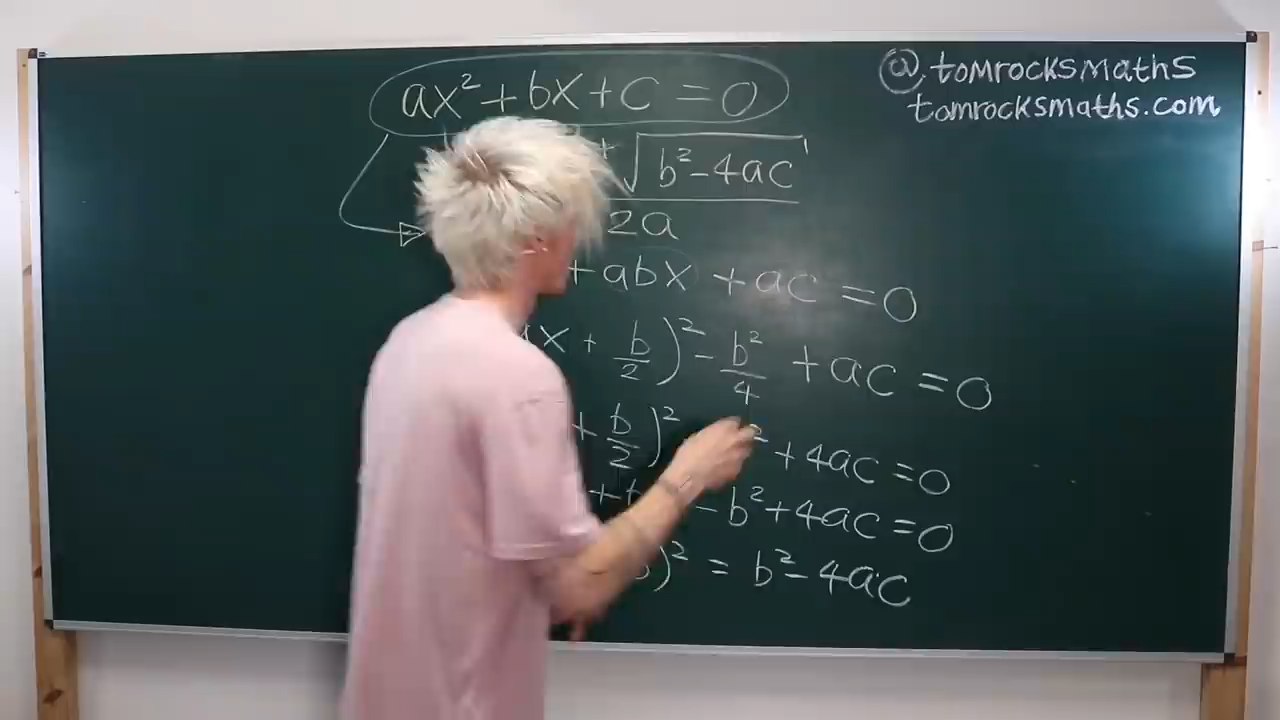 @tomrocksmaths
tomrocksmaths.com
ax² + bx + c = 0
± √b² - 4ac
2a
+ abx + ac = 0
x + b/2)² - b²/4 + ac = 0
+ b/2)² ² + 4ac = 0
+ - b² + 4ac = 0
)² = b² - 4ac